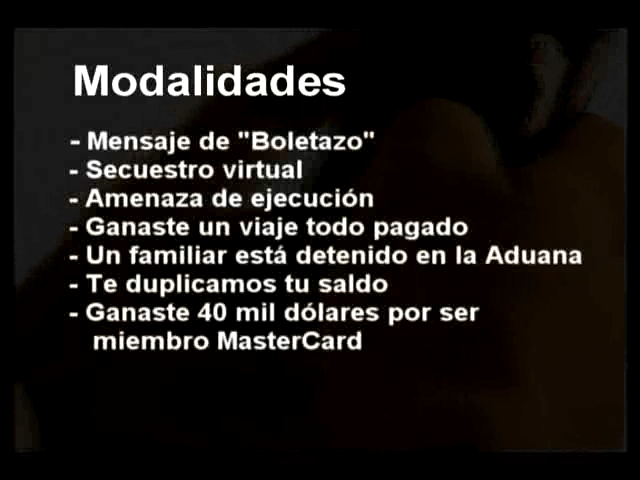 Modalidades
- Mensaje de "Boletazo"
- Secuestro virtual
- Amenaza de ejecución
- Ganaste un viaje todo pagado
- Un familiar está detenido en la Aduana
- Te duplicamos tu saldo
- Ganaste 40 mil dólares por ser
miembro MasterCard